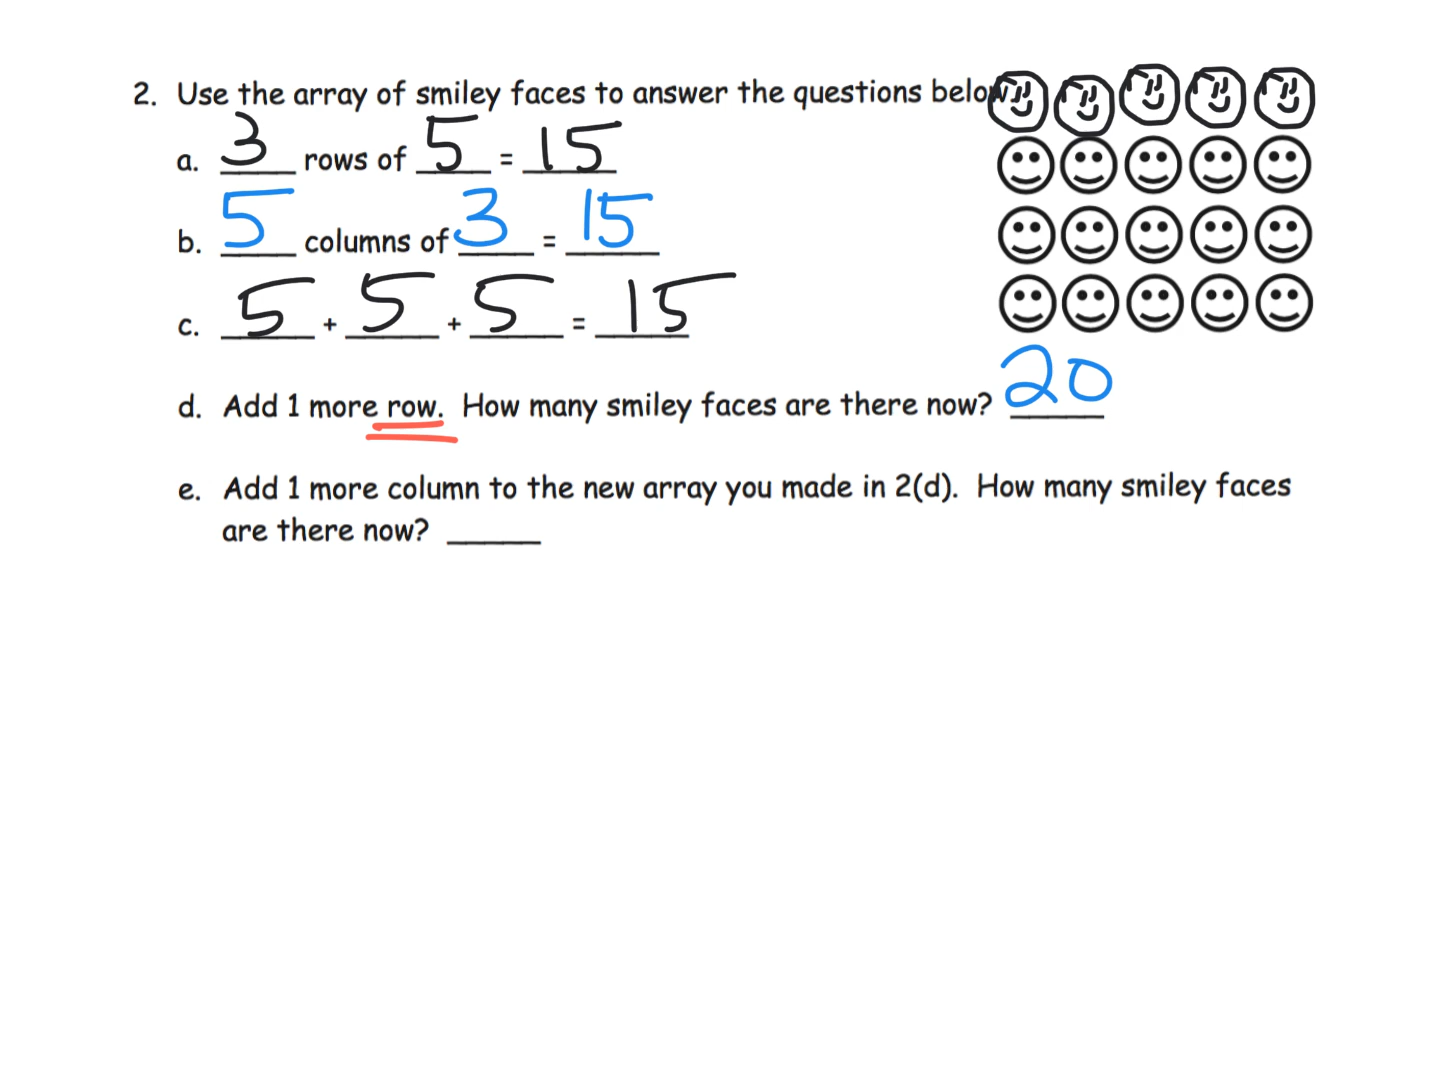 2. Use the array of smiley faces to answer the questions below
a. 3 rows of 5 = 15
b. 5 columns of 3 = 15
c. 5 + 5 + 5 = 15
d. Add 1 more row. How many smiley faces are there now? 20
e. Add 1 more column to the new array you made in 2(d). How many smiley faces
are there now? ______